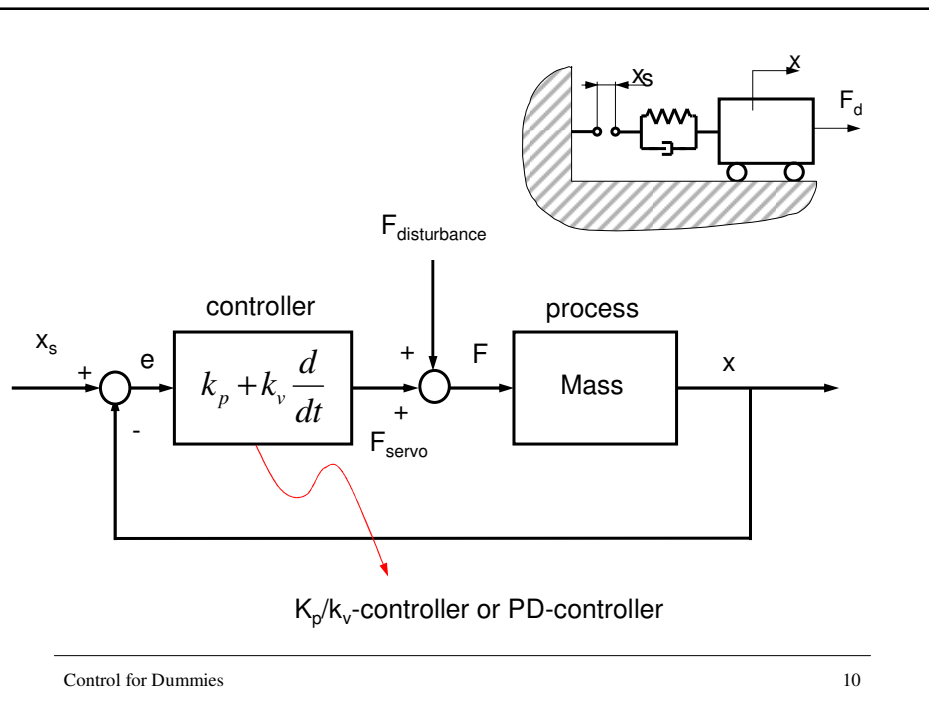 x
xs
F_d
F_disturbance
controller
process
x_s
+
e
k_p + k_v d/dt
+
F
Mass
x
-
+
F_servo
K_p/k_v-controller or PD-controller
Control for Dummies 10